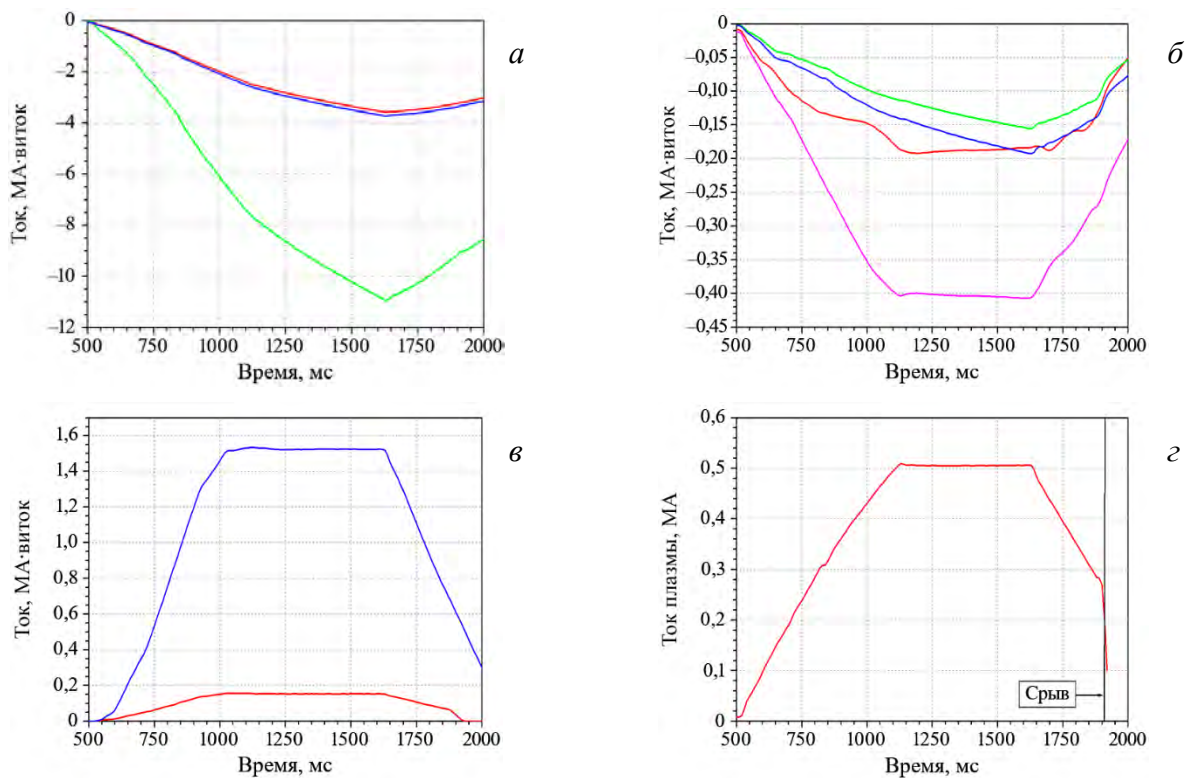 0
–2
–4
–6
–8
–10
–12
Ток, МА·виток
500 750 1000 1250 1500 1750 2000
Время, мс
а
0
–0,05
–0,10
–0,15
–0,20
–0,25
–0,30
–0,35
–0,40
–0,45
Ток, МА·виток
500 750 1000 1250 1500 1750 2000
Время, мс
б
1,6
1,4
1,2
1,0
0,8
0,6
0,4
0,2
0
Ток, МА·виток
500 750 1000 1250 1500 1750 2000
Время, мс
в
0,6
0,5
0,4
0,3
0,2
0,1
0
Ток плазмы, МА
Срыв
500 750 1000 1250 1500 1750 2000
Время, мс
г